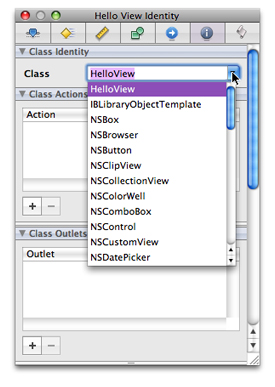 Hello View Identity
Class Identity
Class HelloView
HelloView
Class Actions
IBLibraryObjectTemplate
Action
NSBox
NSBrowser
NSButton
NSClipView
NSCollectionView
NSColorWell
NSComboBox
NSControl
Class Outlets
NSCustomView
Outlet
NSDatePicker